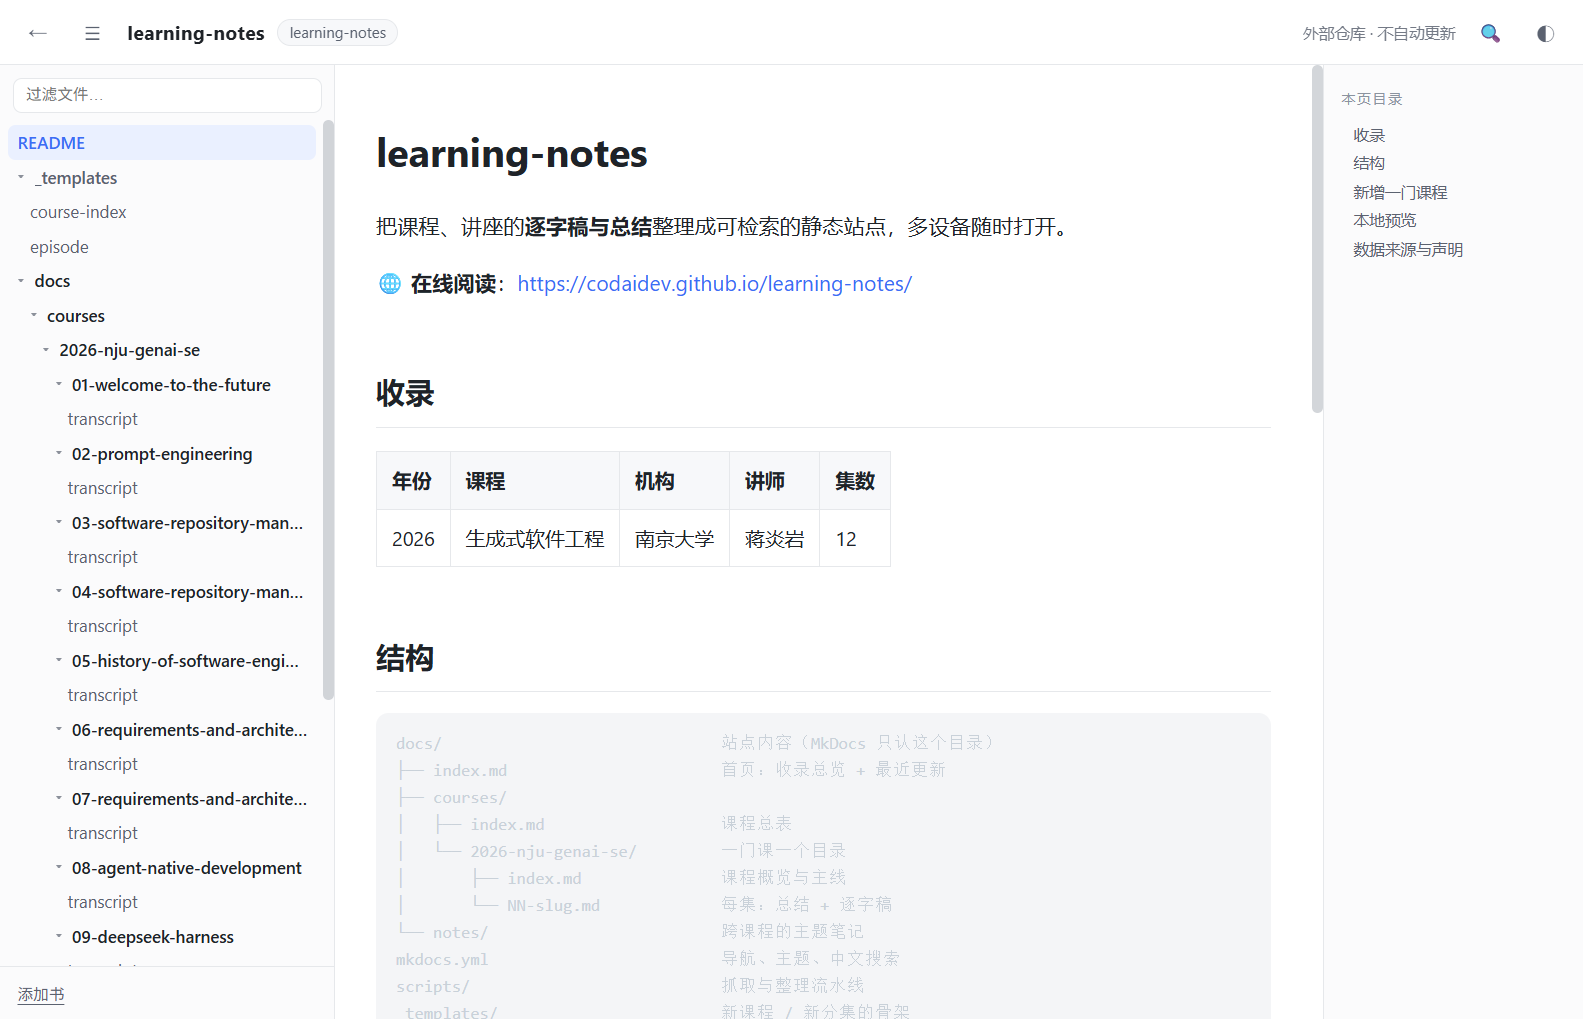 ← ☰ learning-notes learning-notes 外部仓库 · 不自动更新
过滤文件...
README
_templates
course-index
episode
docs
courses
2026-nju-genai-se
01-welcome-to-the-future
transcript
02-prompt-engineering
transcript
03-software-repository-man...
transcript
04-software-repository-man...
transcript
05-history-of-software-engi...
transcript
06-requirements-and-archite...
transcript
07-requirements-and-archite...
transcript
08-agent-native-development
transcript
09-deepseek-harness
添加书
learning-notes
把课程、讲座的逐字稿与总结整理成可检索的静态站点，多设备随时打开。
🌐 在线阅读：https://codaidev.github.io/learning-notes/
收录
年份 课程 机构 讲师 集数
2026 生成式软件工程 南京大学 蒋炎岩 12
结构
docs/ 站点内容（MkDocs 只认这个目录）
├── index.md 首页：收录总览 + 最近更新
├── courses/
│   ├── index.md 课程总表
│   └── 2026-nju-genai-se/ 一门课一个目录
│       ├── index.md 课程概览与主线
│       └── NN-slug.md 每集：总结 + 逐字稿
└── notes/ 跨课程的主题笔记
mkdocs.yml 导航、主题、中文搜索
scripts/ 抓取与整理流水线
_templates/ 新课程 / 新分集的骨架
本页目录
收录
结构
新增一门课程
本地预览
数据来源与声明